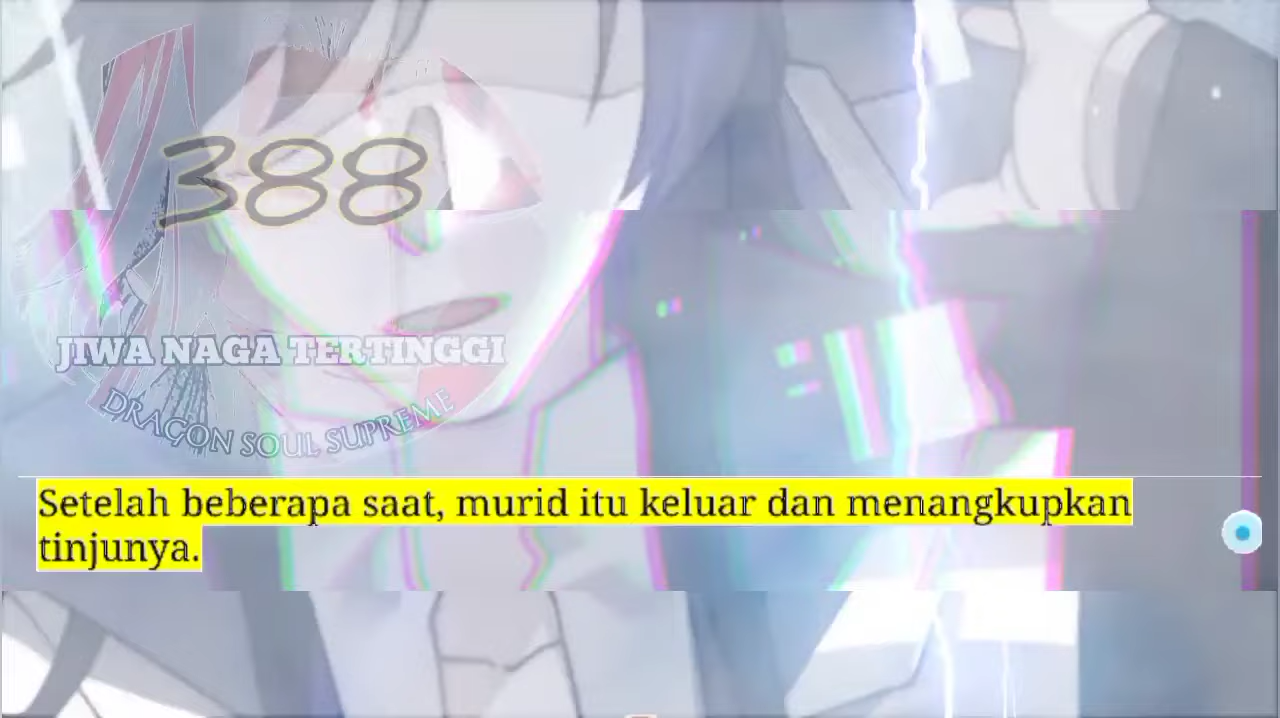 388
JIWA NAGA TERTINGGI
DRAGON SOUL SUPREME
Setelah beberapa saat, murid itu keluar dan menangkupkan
tinjunya.